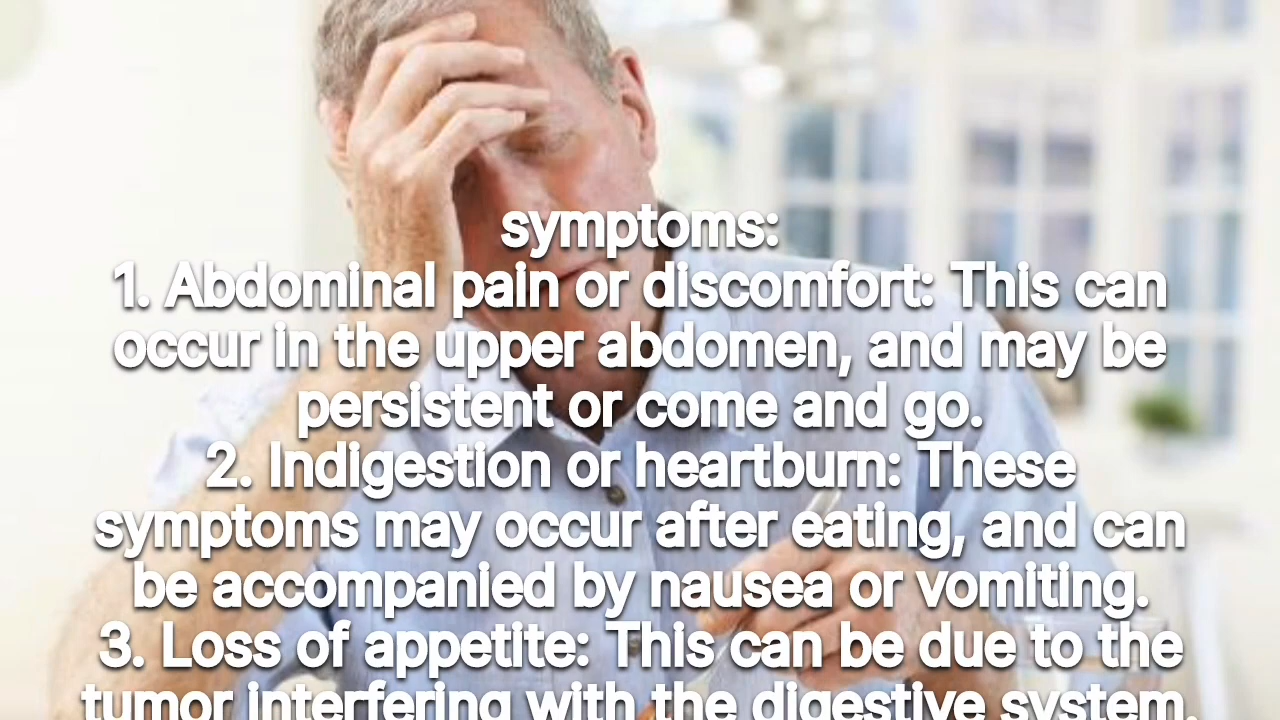 symptoms:
1. Abdominal pain or discomfort: This can
occur in the upper abdomen, and may be
persistent or come and go.
2. Indigestion or heartburn: These
symptoms may occur after eating, and can
be accompanied by nausea or vomiting.
3. Loss of appetite: This can be due to the
tumor interfering with the digestive system.